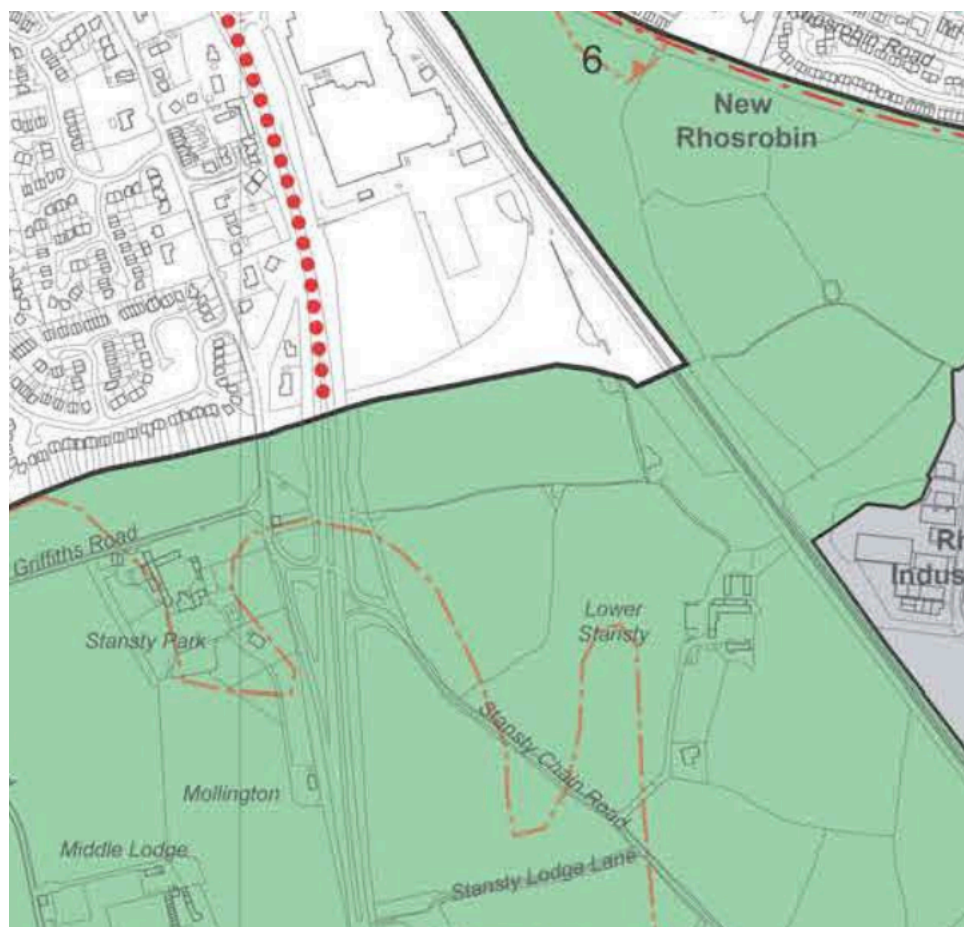 Rhosrobin Road
6
New
Rhosrobin
Griffiths Road
Stansty Park
Lower
Stansty
Stansty Chain Road
Mollington
Middle Lodge
Stansty Lodge Lane